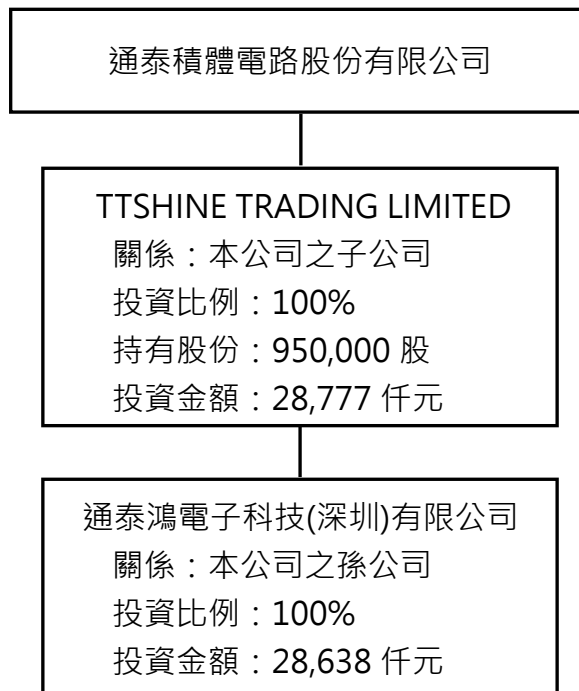 通泰積體電路股份有限公司
TTSHINE TRADING LIMITED
關係：本公司之子公司
投資比例：100%
持有股份：950,000 股
投資金額：28,777 仟元
通泰鴻電子科技(深圳)有限公司
關係：本公司之孫公司
投資比例：100%
投資金額：28,638 仟元